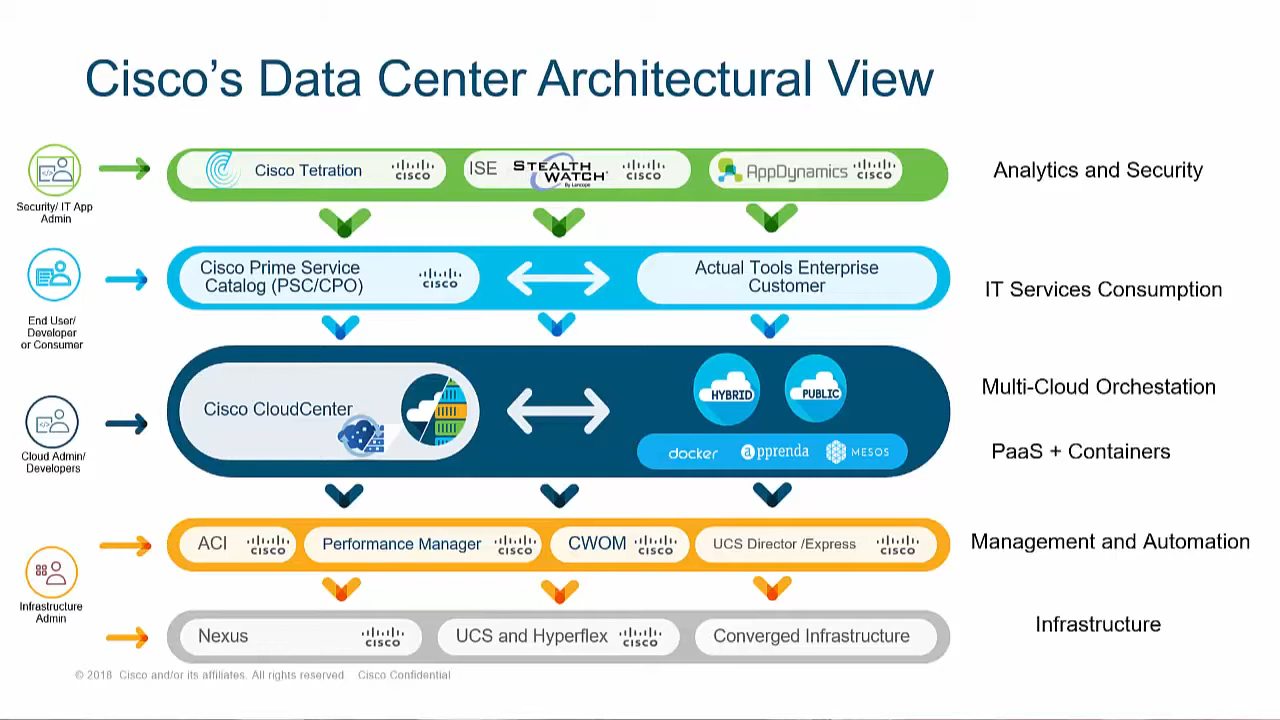 Cisco's Data Center Architectural View
Cisco Tetration
CISCO
ISE
STEALTH
WATCH
By Lancope
CISCO
AppDynamics
CISCO
Analytics and Security
Security/ IT App
Admin
Cisco Prime Service
Catalog (PSC/CPO)
CISCO
Actual Tools Enterprise
Customer
IT Services Consumption
End User/
Developer
or Consumer
Cisco CloudCenter
HYBRID
PUBLIC
Multi-Cloud Orchestation
docker
apprenda
MESOS
PaaS + Containers
Cloud Admin/
Developers
ACI
CISCO
Performance Manager
CISCO
CWOM
CISCO
UCS Director /Express
CISCO
Management and Automation
Infrastructure
Admin
Nexus
CISCO
UCS and Hyperflex
CISCO
Converged Infrastructure
Infrastructure
© 2018 Cisco and/or its affiliates. All rights reserved Cisco Confidential